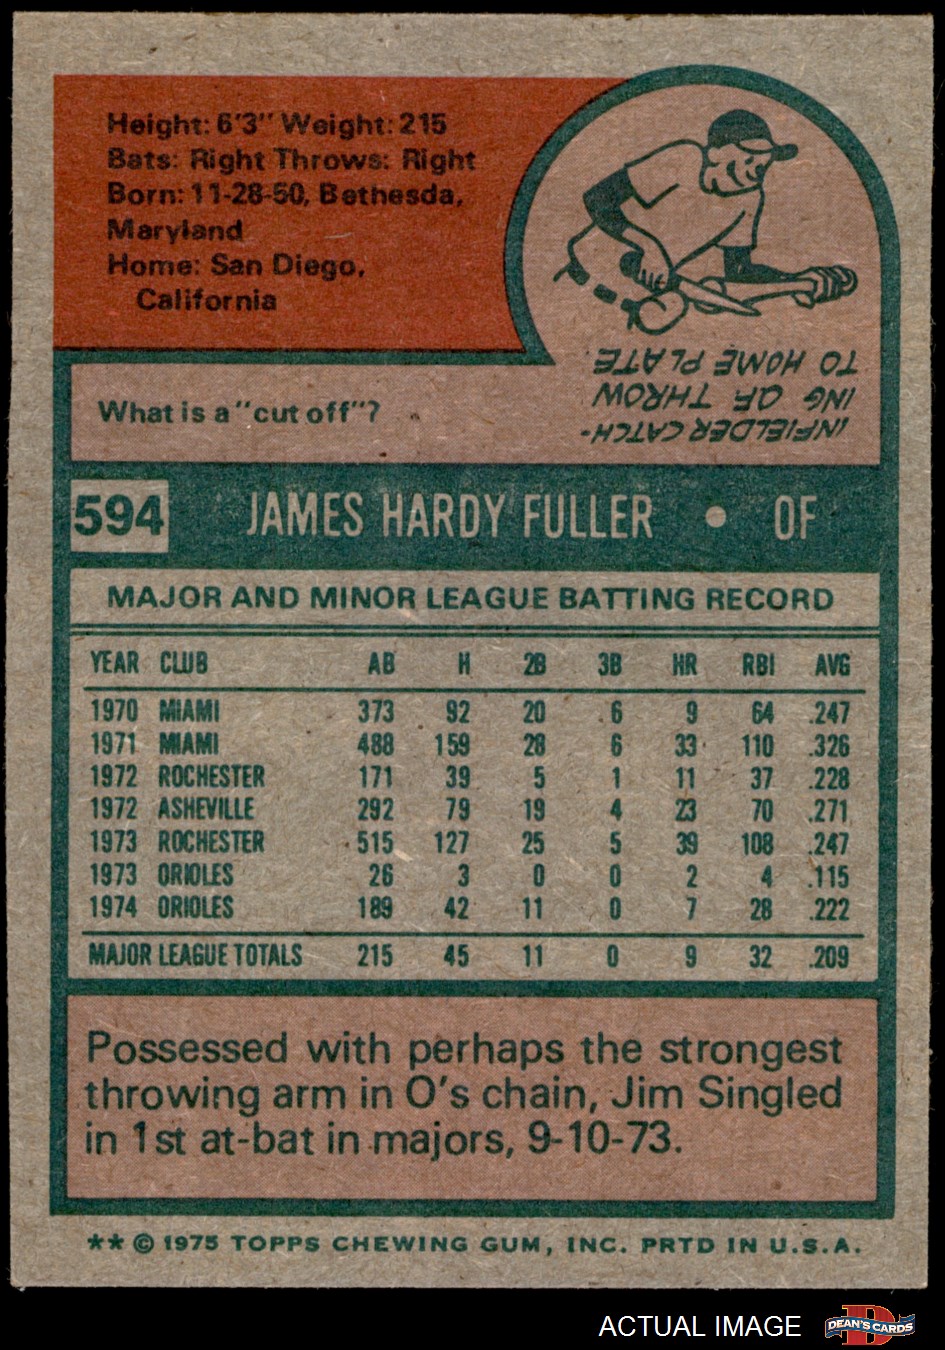 Height: 6'3" Weight: 215
Bats: Right Throws: Right
Born: 11-28-50, Bethesda,
Maryland
Home: San Diego,
California
What is a "cut off"?
INFIELDER CATCH-
ING OF THROW
TO HOME PLATE.
594 JAMES HARDY FULLER • OF
MAJOR AND MINOR LEAGUE BATTING RECORD
YEAR CLUB AB H 2B 3B HR RBI AVG
1970 MIAMI 373 92 20 6 9 64 .247
1971 MIAMI 488 159 28 6 33 110 .326
1972 ROCHESTER 171 39 5 1 11 37 .228
1972 ASHEVILLE 292 79 19 4 23 70 .271
1973 ROCHESTER 515 127 25 5 39 108 .247
1973 ORIOLES 26 3 0 0 2 4 .115
1974 ORIOLES 189 42 11 0 7 28 .222
MAJOR LEAGUE TOTALS 215 45 11 0 9 32 .209
Possessed with perhaps the strongest
throwing arm in O's chain, Jim Singled
in 1st at-bat in majors, 9-10-73.
** © 1975 TOPPS CHEWING GUM, INC. PRTD IN U.S.A.
ACTUAL IMAGE
DEAN'S CARDS